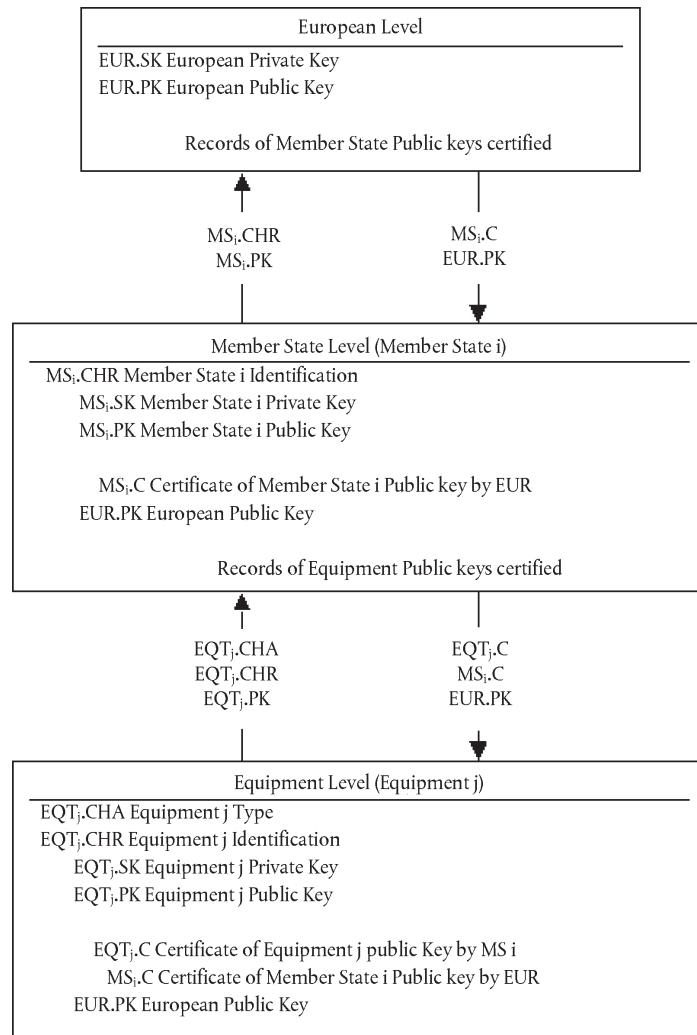 European Level
EUR.SK European Private Key
EUR.PK European Public Key
Records of Member State Public keys certified
MSᵢ.CHR
MSᵢ.PK
MSᵢ.C
EUR.PK
Member State Level (Member State i)
MSᵢ.CHR Member State i Identification
MSᵢ.SK Member State i Private Key
MSᵢ.PK Member State i Public Key
MSᵢ.C Certificate of Member State i Public key by EUR
EUR.PK European Public Key
Records of Equipment Public keys certified
EQTⱼ.CHA
EQTⱼ.CHR
EQTⱼ.PK
EQTⱼ.C
MSᵢ.C
EUR.PK
Equipment Level (Equipment j)
EQTⱼ.CHA Equipment j Type
EQTⱼ.CHR Equipment j Identification
EQTⱼ.SK Equipment j Private Key
EQTⱼ.PK Equipment j Public Key
EQTⱼ.C Certificate of Equipment j public Key by MS i
MSᵢ.C Certificate of Member State i Public key by EUR
EUR.PK European Public Key